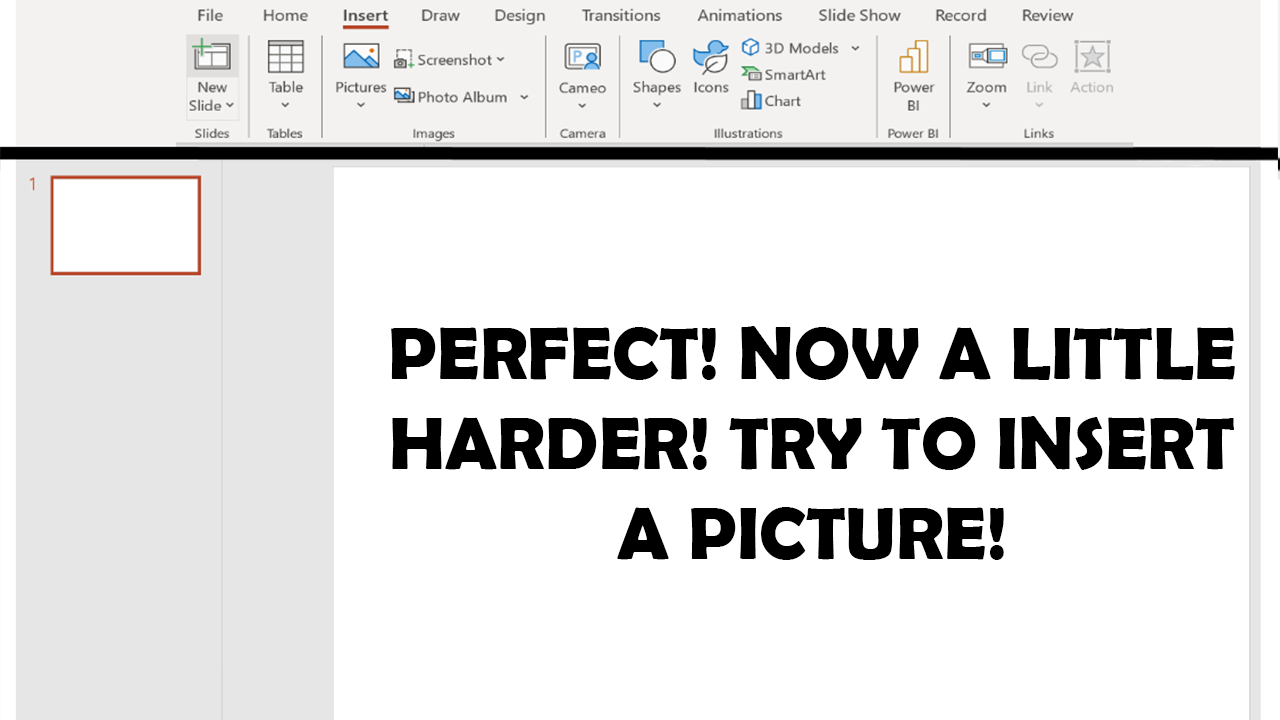 File Home Insert Draw Design Transitions Animations Slide Show Record Review
New Slide
Table
Pictures
Screenshot
Photo Album
Cameo
Shapes
Icons
3D Models
SmartArt
Chart
Power BI
Zoom
Link
Action
Slides Tables Images Camera Illustrations Power BI Links
1
PERFECT! NOW A LITTLE
HARDER! TRY TO INSERT
A PICTURE!